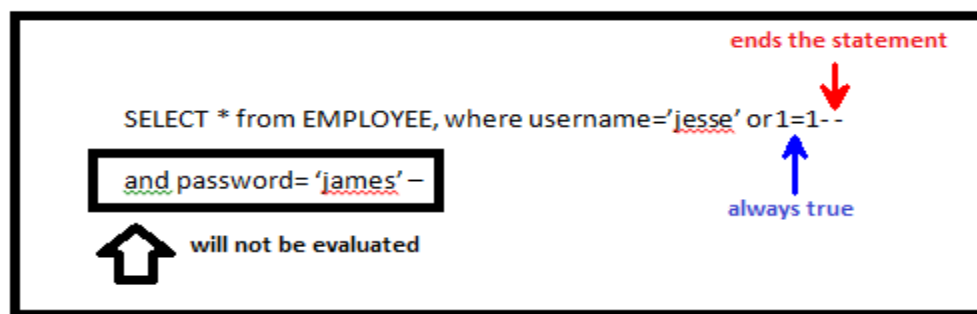 ends the statement
SELECT * from EMPLOYEE, where username=’jesse’ or 1=1--
and password= ‘james’ –
always true
will not be evaluated